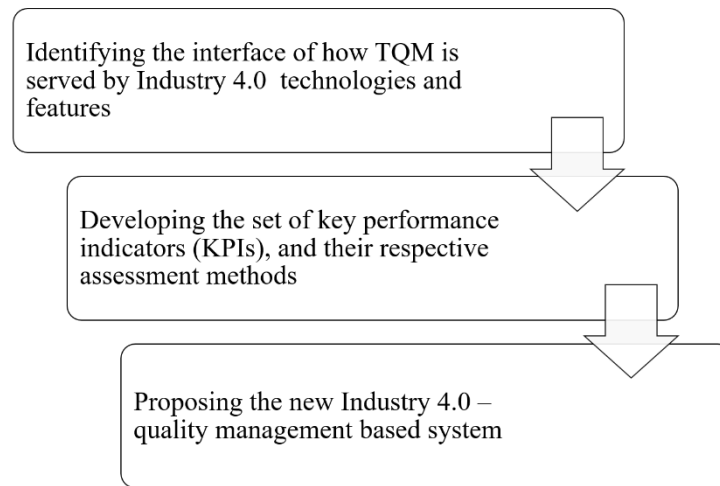 Identifying the interface of how TQM is
served by Industry 4.0 technologies and
features
Developing the set of key performance
indicators (KPIs), and their respective
assessment methods
Proposing the new Industry 4.0 –
quality management based system